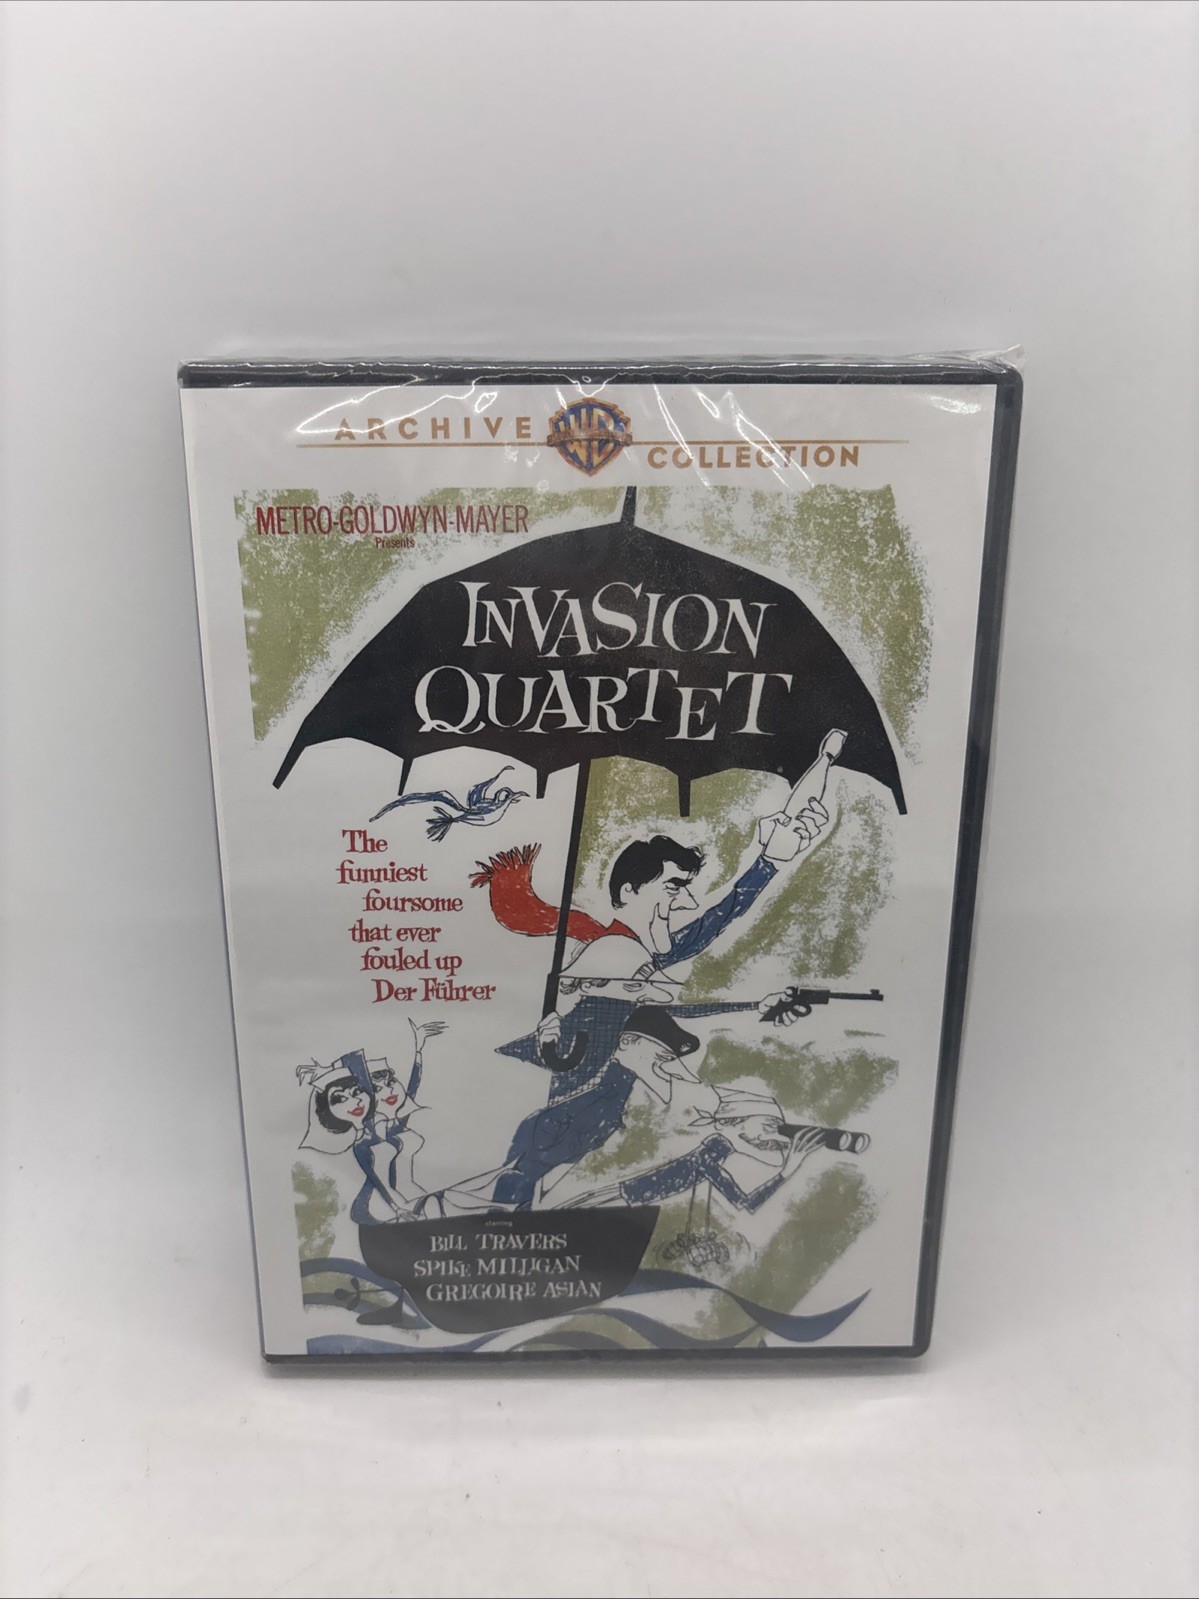 ARCHIVE
WB
COLLECTION
METRO-GOLDWYN-MAYER
Presents
INVASION
QUARTET
The
funniest
foursome
that ever
fouled up
Der Führer
starring
BILL TRAVERS
SPIKE MILLIGAN
GREGOIRE ASLAN